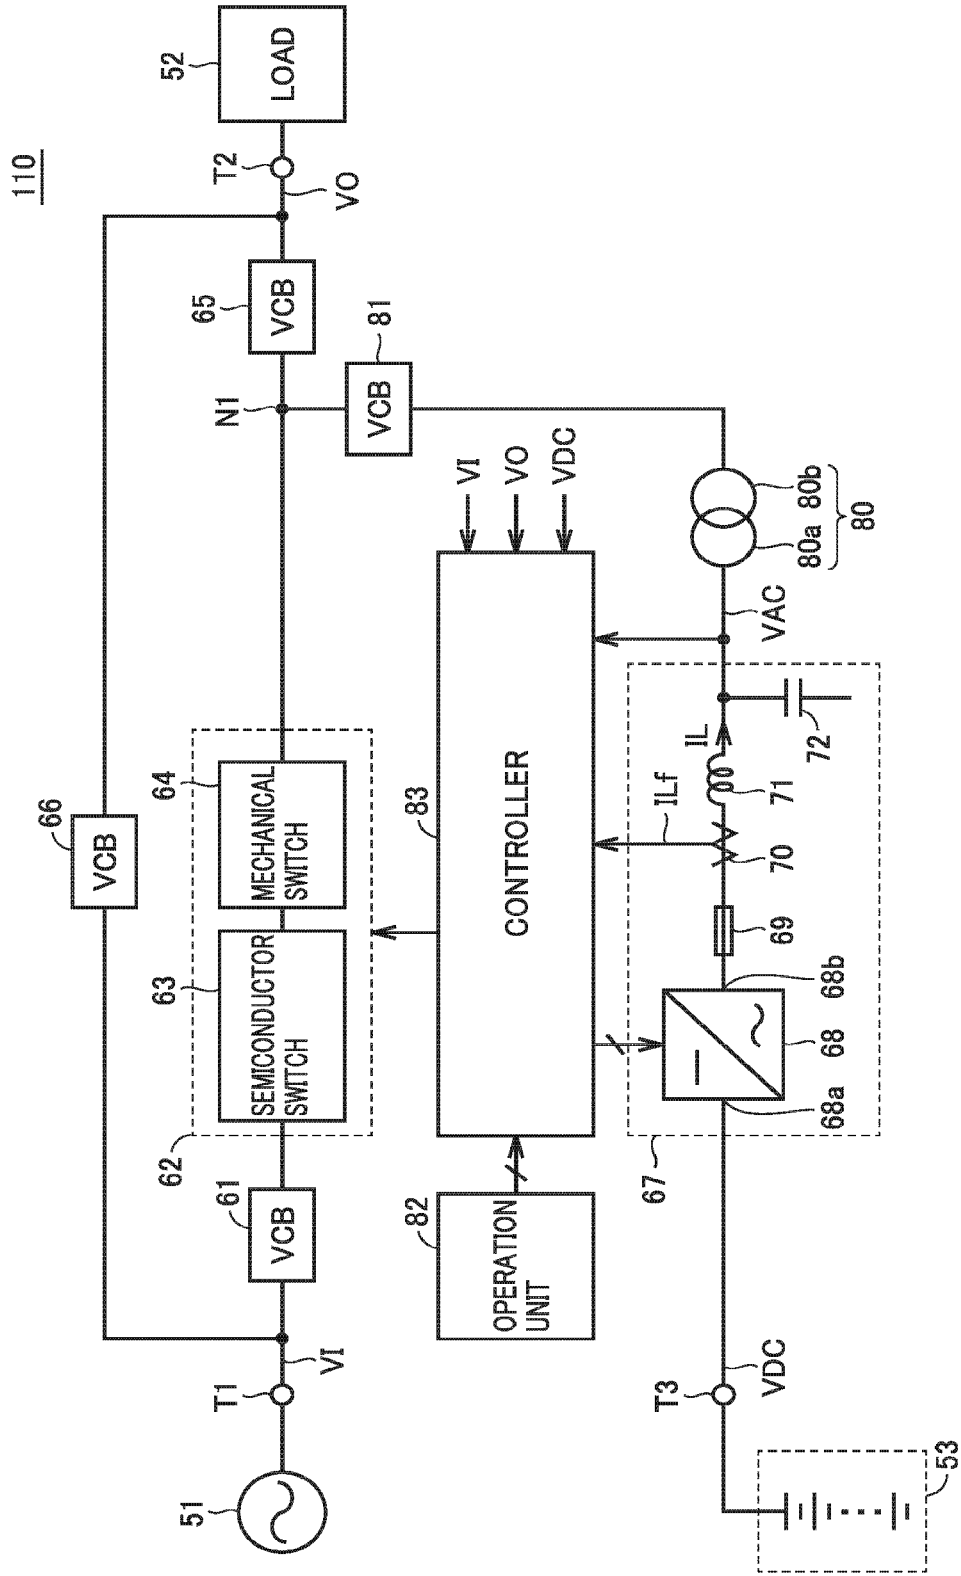 110
66
VCB
51
T1
VI
61
VCB
62
63
SEMICONDUCTOR
SWITCH
64
MECHANICAL
SWITCH
N1
65
VCB
VO
T2
52
LOAD
81
VCB
82
OPERATION
UNIT
83
CONTROLLER
VI
VO
VDC
67
ILf
IL
VAC
80a
80b
80
68a
68
68b
69
70
71
72
T3
VDC
53